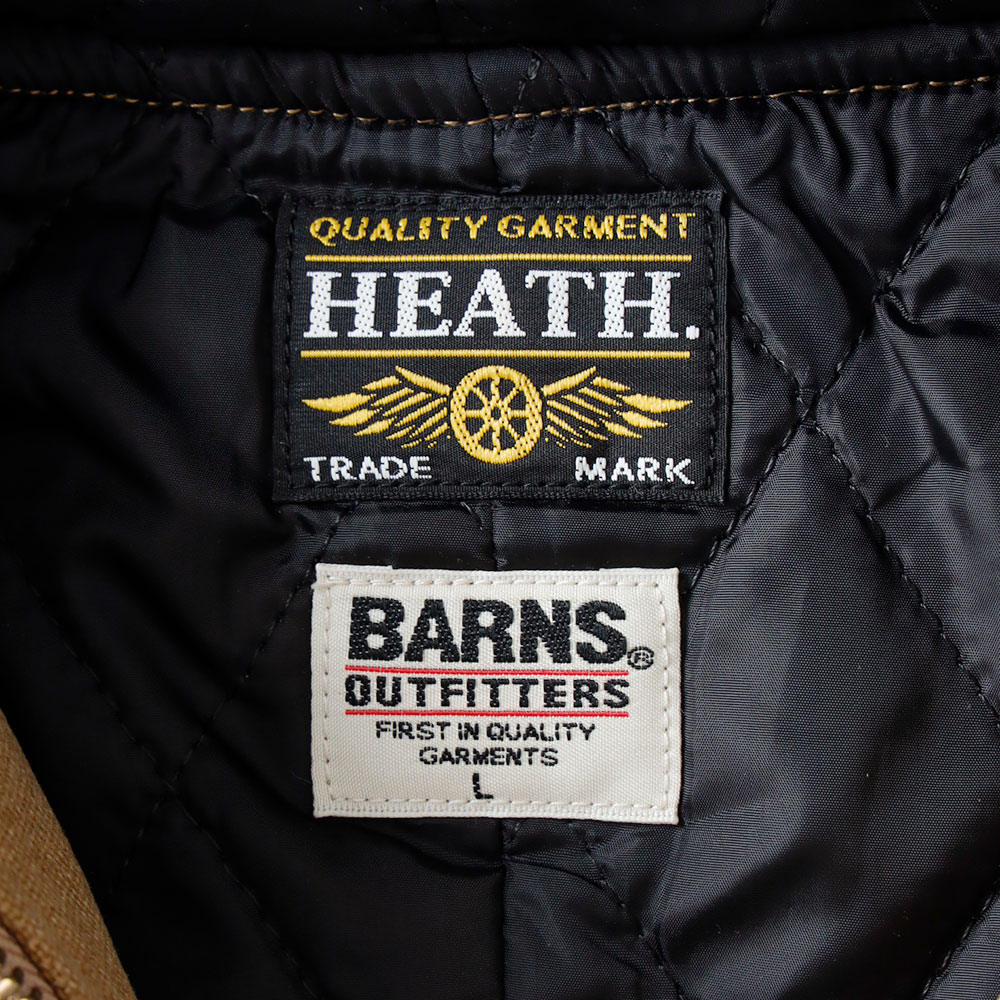 QUALITY GARMENT
HEATH.
TRADE MARK
BARNS®
OUTFITTERS
FIRST IN QUALITY
GARMENTS
L